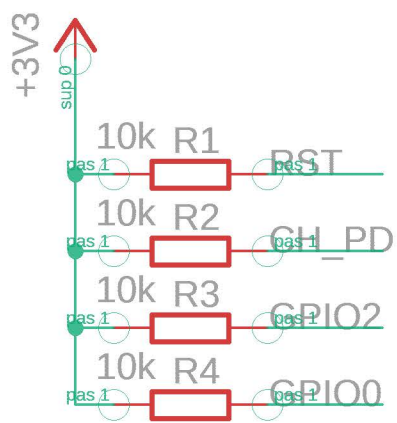 +3V3
sup 0
10k R1
pas 1 pas 1 RST
10k R2
pas 1 pas 1 CH_PD
10k R3
pas 1 pas 1 GPIO2
10k R4
pas 1 pas 1 GPIO0